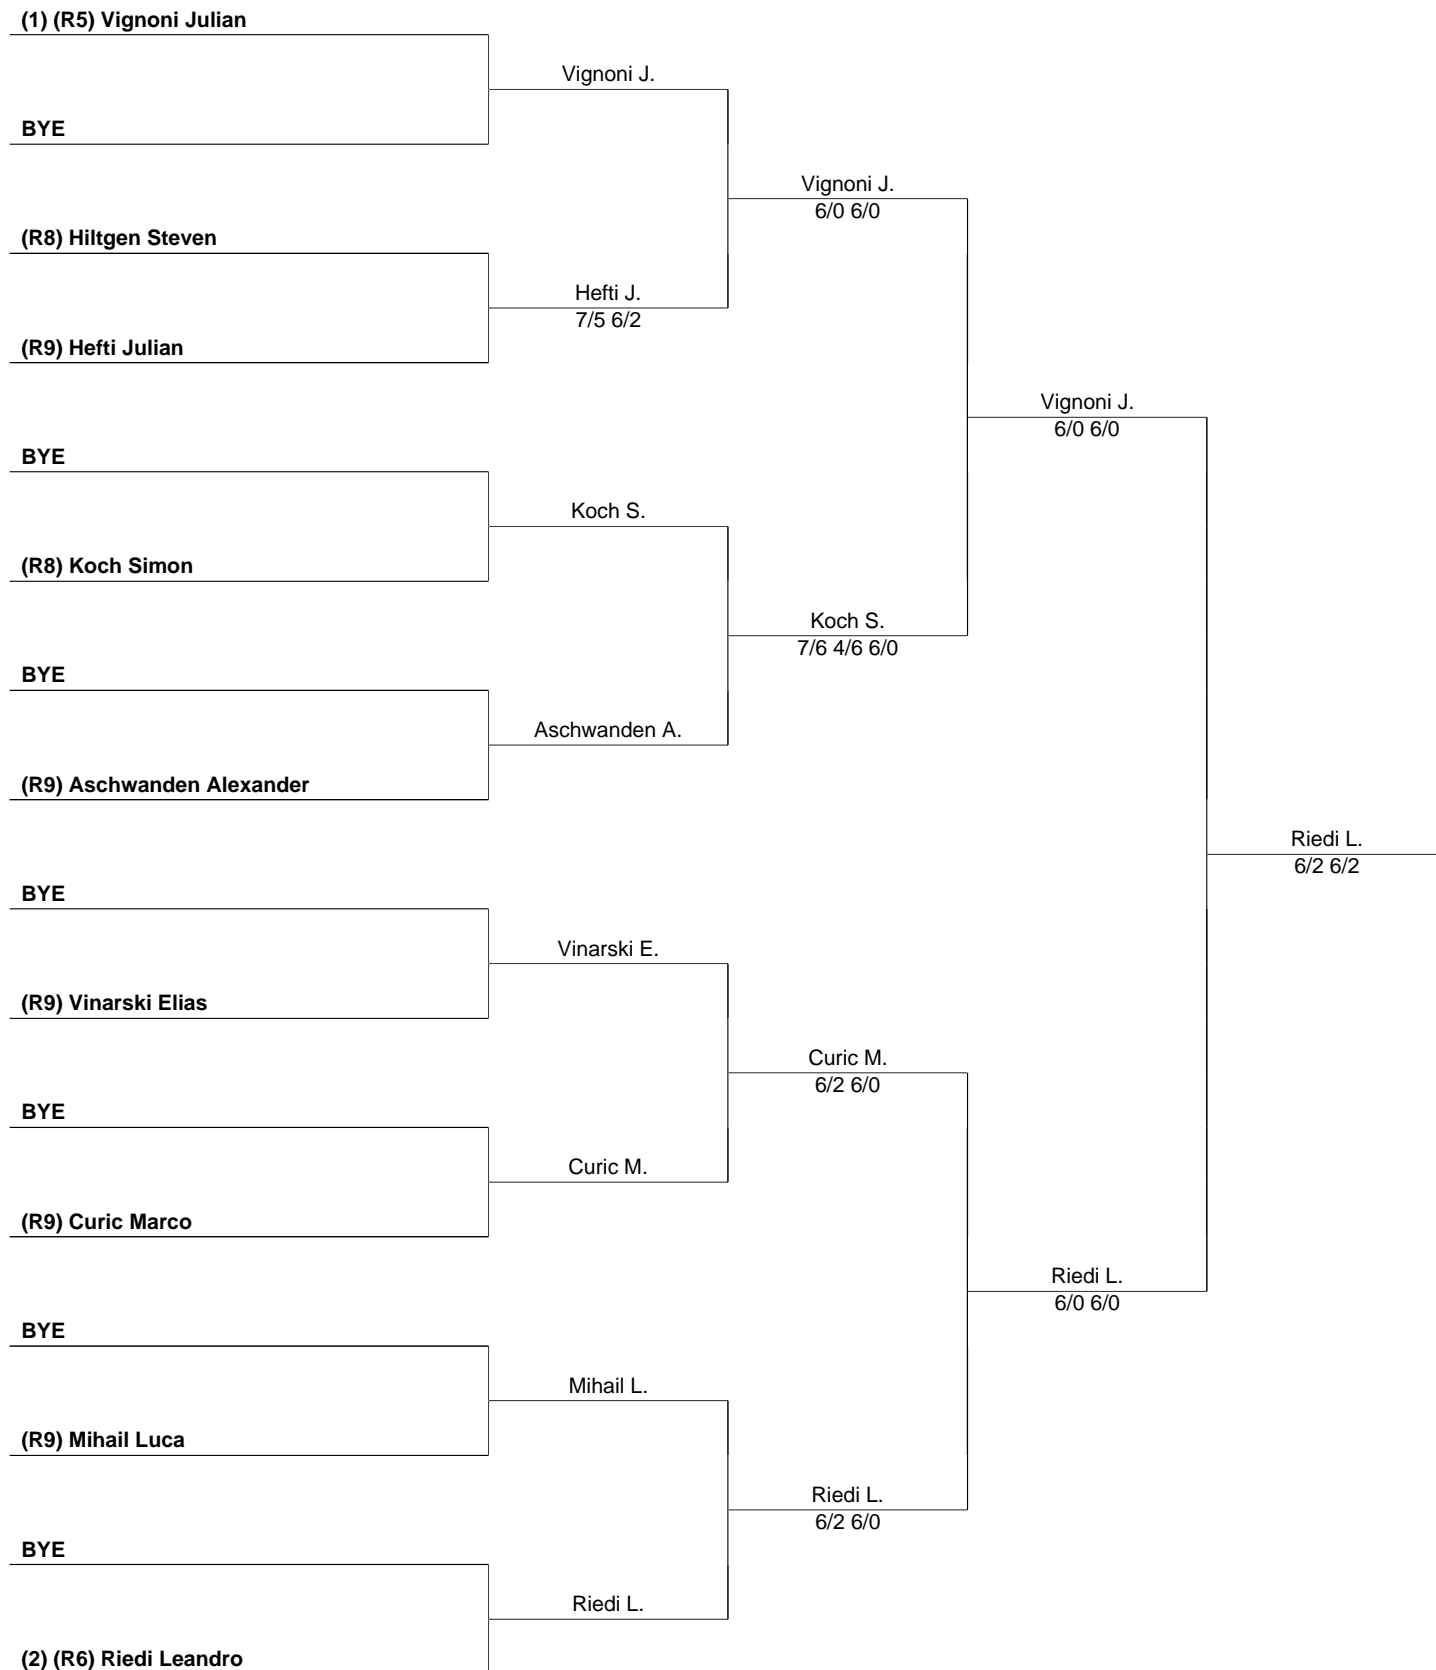 (1) (R5) Vignoni Julian
Vignoni J.
BYE
Vignoni J.
6/0 6/0
(R8) Hiltgen Steven
Hefti J.
7/5 6/2
(R9) Hefti Julian
Vignoni J.
6/0 6/0
BYE
Koch S.
(R8) Koch Simon
Koch S.
7/6 4/6 6/0
BYE
Aschwanden A.
(R9) Aschwanden Alexander
Riedi L.
6/2 6/2
BYE
Vinarski E.
(R9) Vinarski Elias
Curic M.
6/2 6/0
BYE
Curic M.
(R9) Curic Marco
Riedi L.
6/0 6/0
BYE
Mihail L.
(R9) Mihail Luca
Riedi L.
6/2 6/0
BYE
Riedi L.
(2) (R6) Riedi Leandro